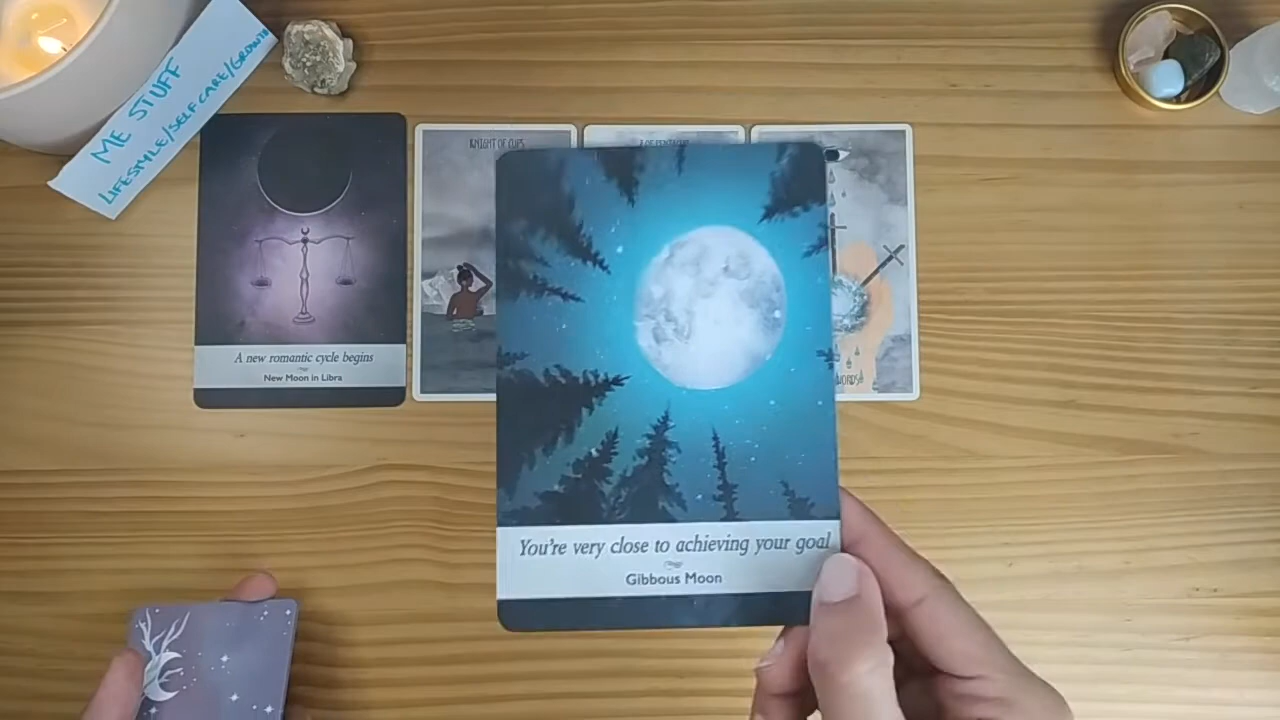 ME STUFF
LIFESTYLE/SELF CARE/GROWTH
A new romantic cycle begins
New Moon in Libra
KNIGHT OF CUPS
You're very close to achieving your goal
Gibbous Moon